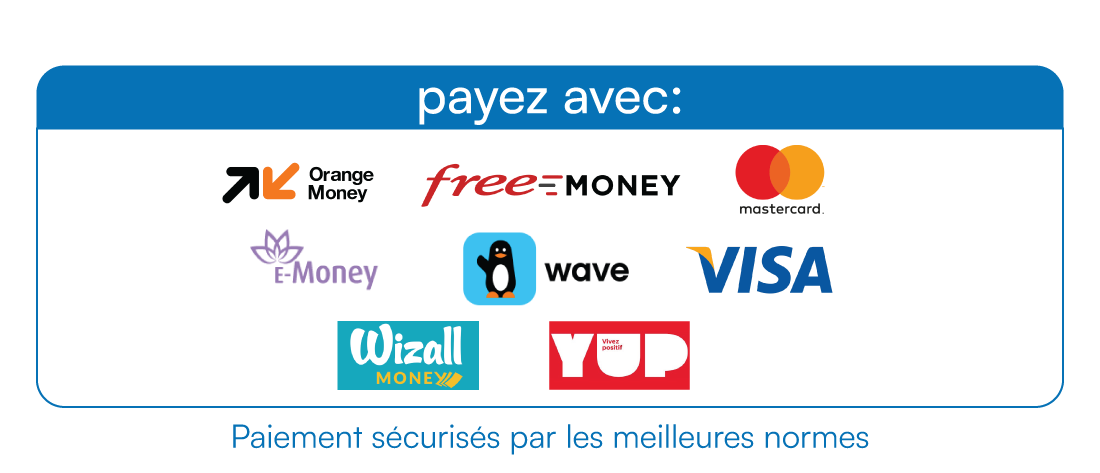 payez avec:
Orange
Money
free MONEY
mastercard.
E-Money
wave
VISA
Wizall
MONEY
YUP
Vivez
positif
Paiement sécurisés par les meilleures normes